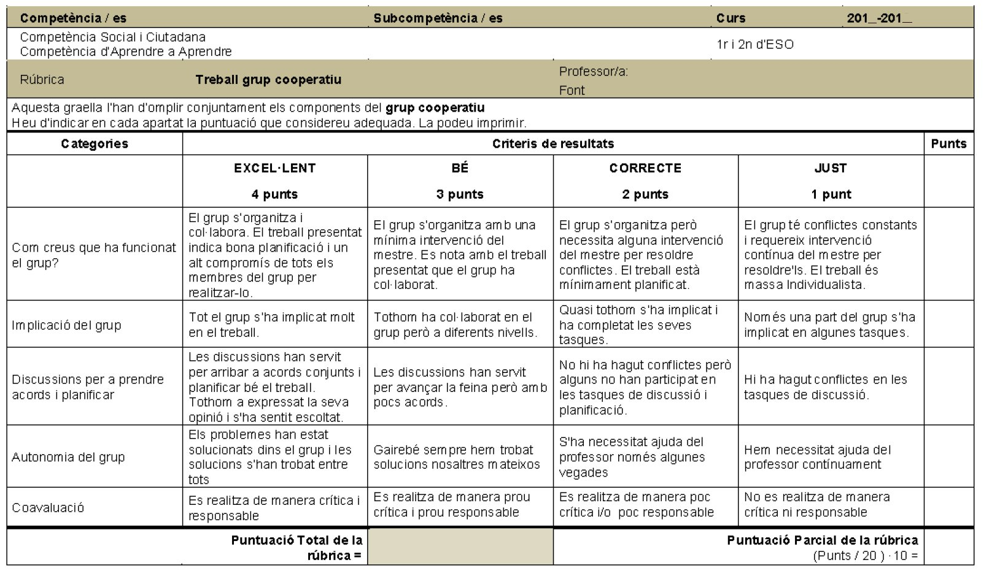 Competència / es Subcompetència / es Curs 201_-201_
Competència Social i Ciutadana
Competència d'Aprendre a Aprendre
1r i 2n d'ESO
Rúbrica Treball grup cooperatiu
Professor/a:
Font
Aquesta graella l'han d'omplir conjuntament els components del grup cooperatiu
Heu d'indicar en cada apartat la puntuació que considereu adequada. La podeu imprimir.
Categories Criteris de resultats Punts
EXCEL·LENT BÉ CORRECTE JUST
4 punts 3 punts 2 punts 1 punt
Com creus que ha funcionat
el grup?
El grup s'organitza i
col·labora. El treball presentat
indica bona planificació i un
alt compromís de tots els
membres del grup per
realitzar-lo.
El grup s'organitza amb una
mínima intervenció del
mestre. Es nota amb el treball
presentat que el grup ha
col·laborat.
El grup s'organitza però
necessita alguna intervenció
del mestre per resoldre
conflictes. El treball està
mínimament planificat.
El grup té conflictes constants
i requereix intervenció
contínua del mestre per
resoldre'ls. El treball és
massa Individualista.
Implicació del grup
Tot el grup s'ha implicat molt
en el treball.
Tothom ha col·laborat en el
grup però a diferents nivells.
Quasi tothom s'ha implicat i
ha completat les seves
tasques.
Només una part del grup s'ha
implicat en algunes tasques.
Discussions per a prendre
acords i planificar
Les discussions han servit
per arribar a acords conjunts i
planificar bé el treball.
Tothom a expressat la seva
opinió i s'ha sentit escoltat.
Les discussions han servit
per avançar la feina però amb
pocs acords.
No hi ha hagut conflictes però
alguns no han participat en
les tasques de discussió i
planificació.
Hi ha hagut conflictes en les
tasques de discussió.
Autonomia del grup
Els problemes han estat
solucionats dins el grup i les
solucions s'han trobat entre
tots
Gairebé sempre hem trobat
solucions nosaltres mateixos
S'ha necessitat ajuda del
professor només algunes
vegades
Hem necessitat ajuda del
professor contínuament
Coavaluació
Es realitza de manera crítica i
responsable
Es realitza de manera prou
crítica i prou responsable
Es realitza de manera poc
crítica i/o poc responsable
No es realitza de manera
crítica ni responsable
Puntuació Total de la
rúbrica =
Puntuació Parcial de la rúbrica
(Punts / 20 ) · 10 =